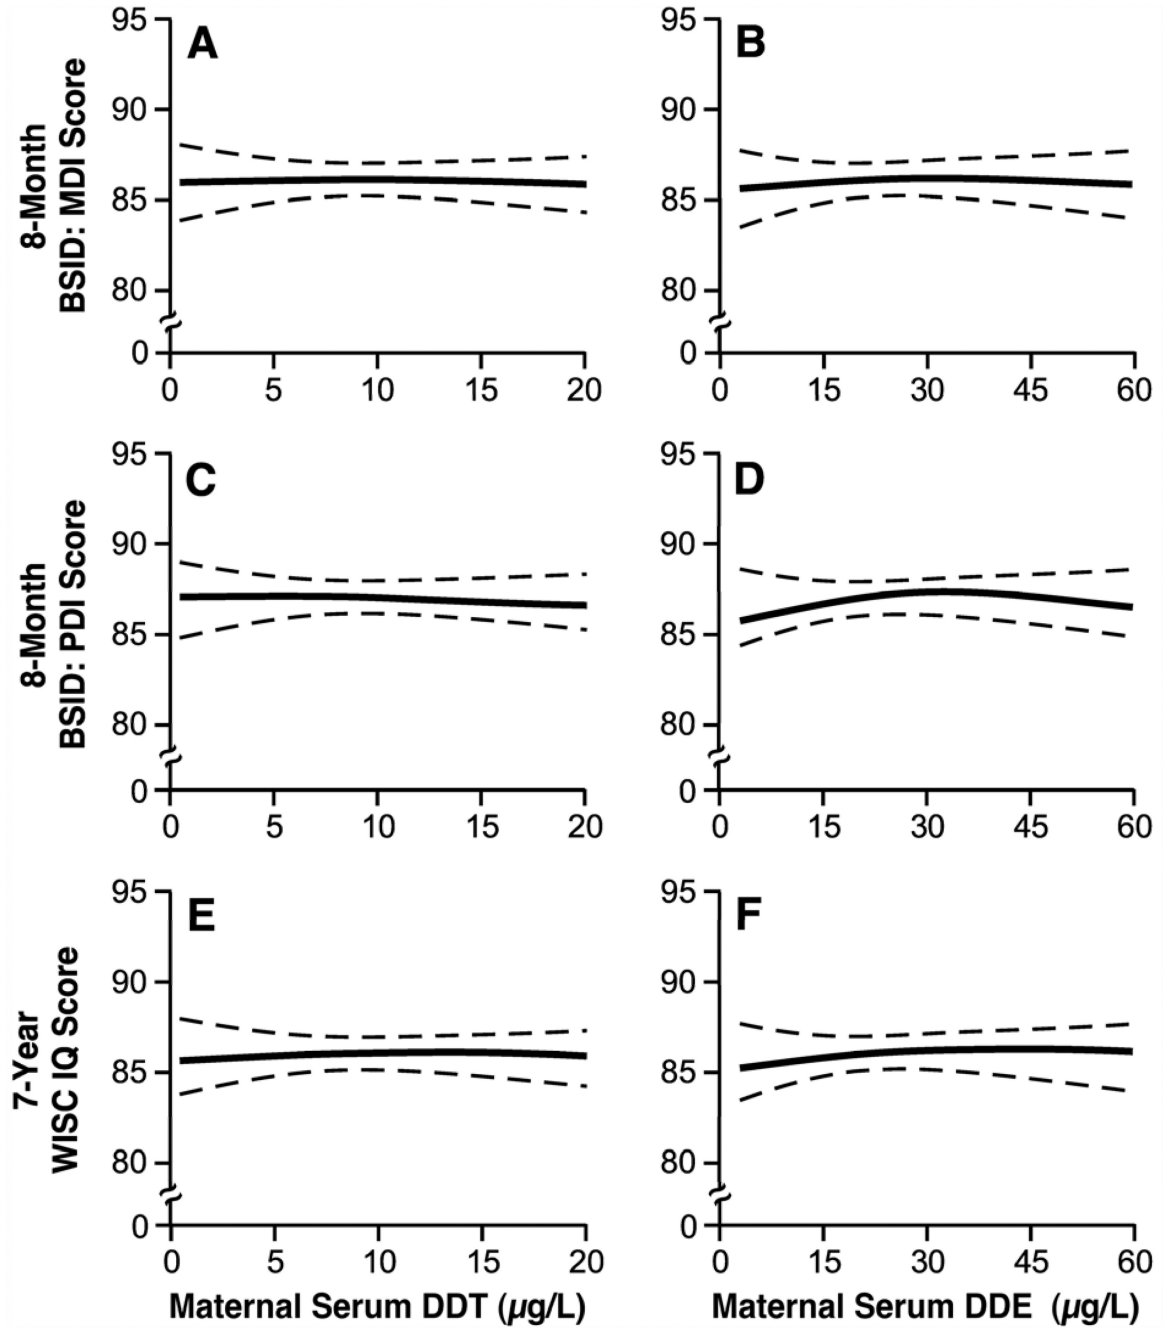 8-Month
BSID: MDI Score
95
90
85
80
0
A
0 5 10 15 20
95
90
85
80
0
B
0 15 30 45 60
8-Month
BSID: PDI Score
95
90
85
80
0
C
0 5 10 15 20
95
90
85
80
0
D
0 15 30 45 60
7-Year
WISC IQ Score
95
90
85
80
0
E
0 5 10 15 20
Maternal Serum DDT (µg/L)
95
90
85
80
0
F
0 15 30 45 60
Maternal Serum DDE (µg/L)